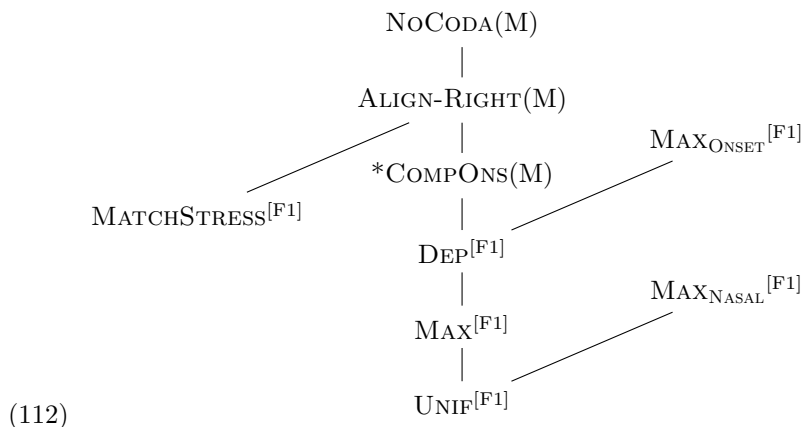 NoCoda(M)
Align-Right(M)
MaxOnset[F1]
*CompOns(M)
MatchStress[F1]
Dep[F1]
MaxNasal[F1]
Max[F1]
Unif[F1]
(112)